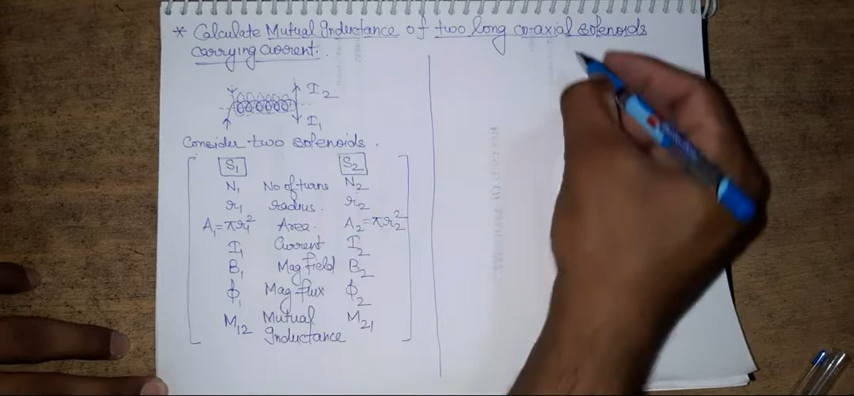 * Calculate Mutual Inductance of two long co-axial solenoids
carrying current.
I2
I1
Consider two solenoids.
S1 S2
N1 No of turns N2
r1 radius. r2
A1=πr1² Area. A2=πr2²
I1 Current I2
B1 Mag field B2
ϕ1 Mag flux ϕ2
M12 Mutual M21
Inductance